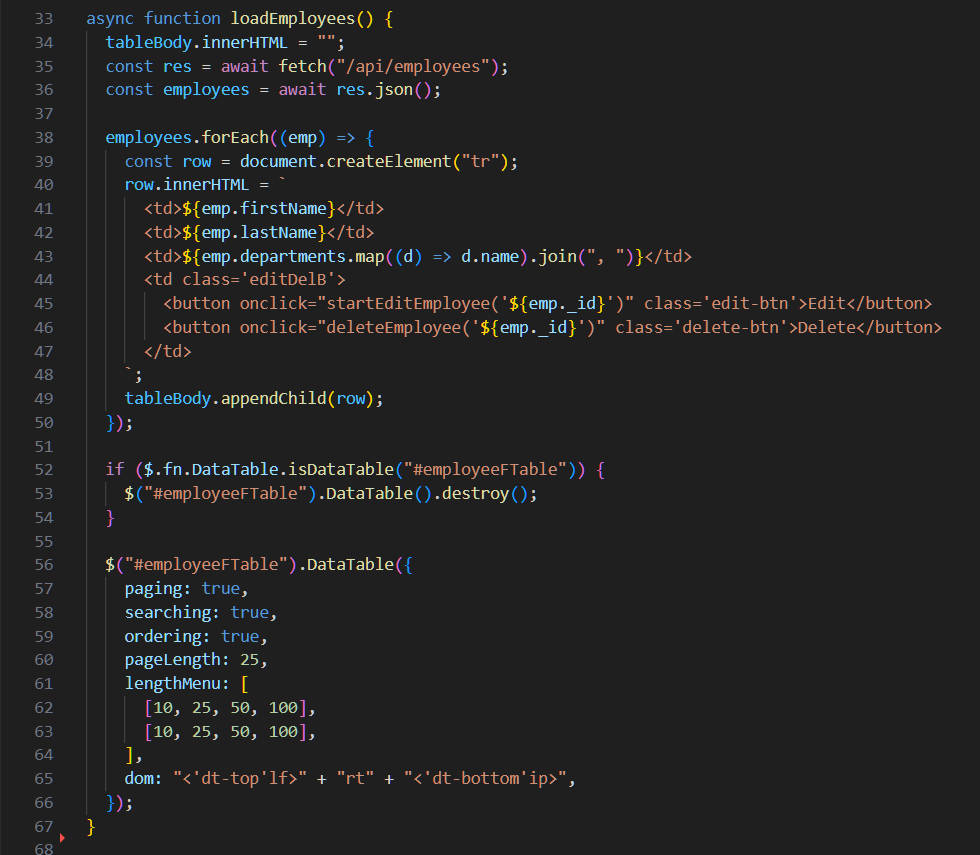 33 async function loadEmployees() {
34 tableBody.innerHTML = "";
35 const res = await fetch("/api/employees");
36 const employees = await res.json();
37
38 employees.forEach((emp) => {
39 const row = document.createElement("tr");
40 row.innerHTML = `
41 <td>${emp.firstName}</td>
42 <td>${emp.lastName}</td>
43 <td>${emp.departments.map((d) => d.name).join(", ")}</td>
44 <td class='editDelB'>
45 <button onclick="startEditEmployee('${emp._id}')" class='edit-btn'>Edit</button>
46 <button onclick="deleteEmployee('${emp._id}')" class='delete-btn'>Delete</button>
47 </td>
48 `;
49 tableBody.appendChild(row);
50 });
51
52 if ($.fn.DataTable.isDataTable("#employeeFTable")) {
53 $("#employeeFTable").DataTable().destroy();
54 }
55
56 $("#employeeFTable").DataTable({
57 paging: true,
58 searching: true,
59 ordering: true,
60 pageLength: 25,
61 lengthMenu: [
62 [10, 25, 50, 100],
63 [10, 25, 50, 100],
64 ],
65 dom: "<'dt-top'lf>" + "rt" + "<'dt-bottom'ip>",
66 });
67 }
68